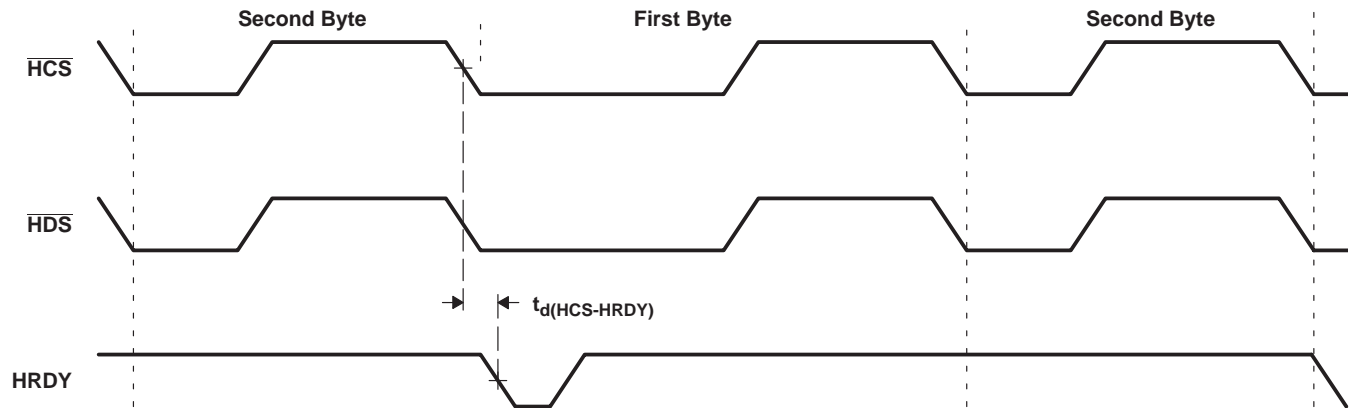 Second Byte First Byte Second Byte
HCS
HDS
td(HCS-HRDY)
HRDY